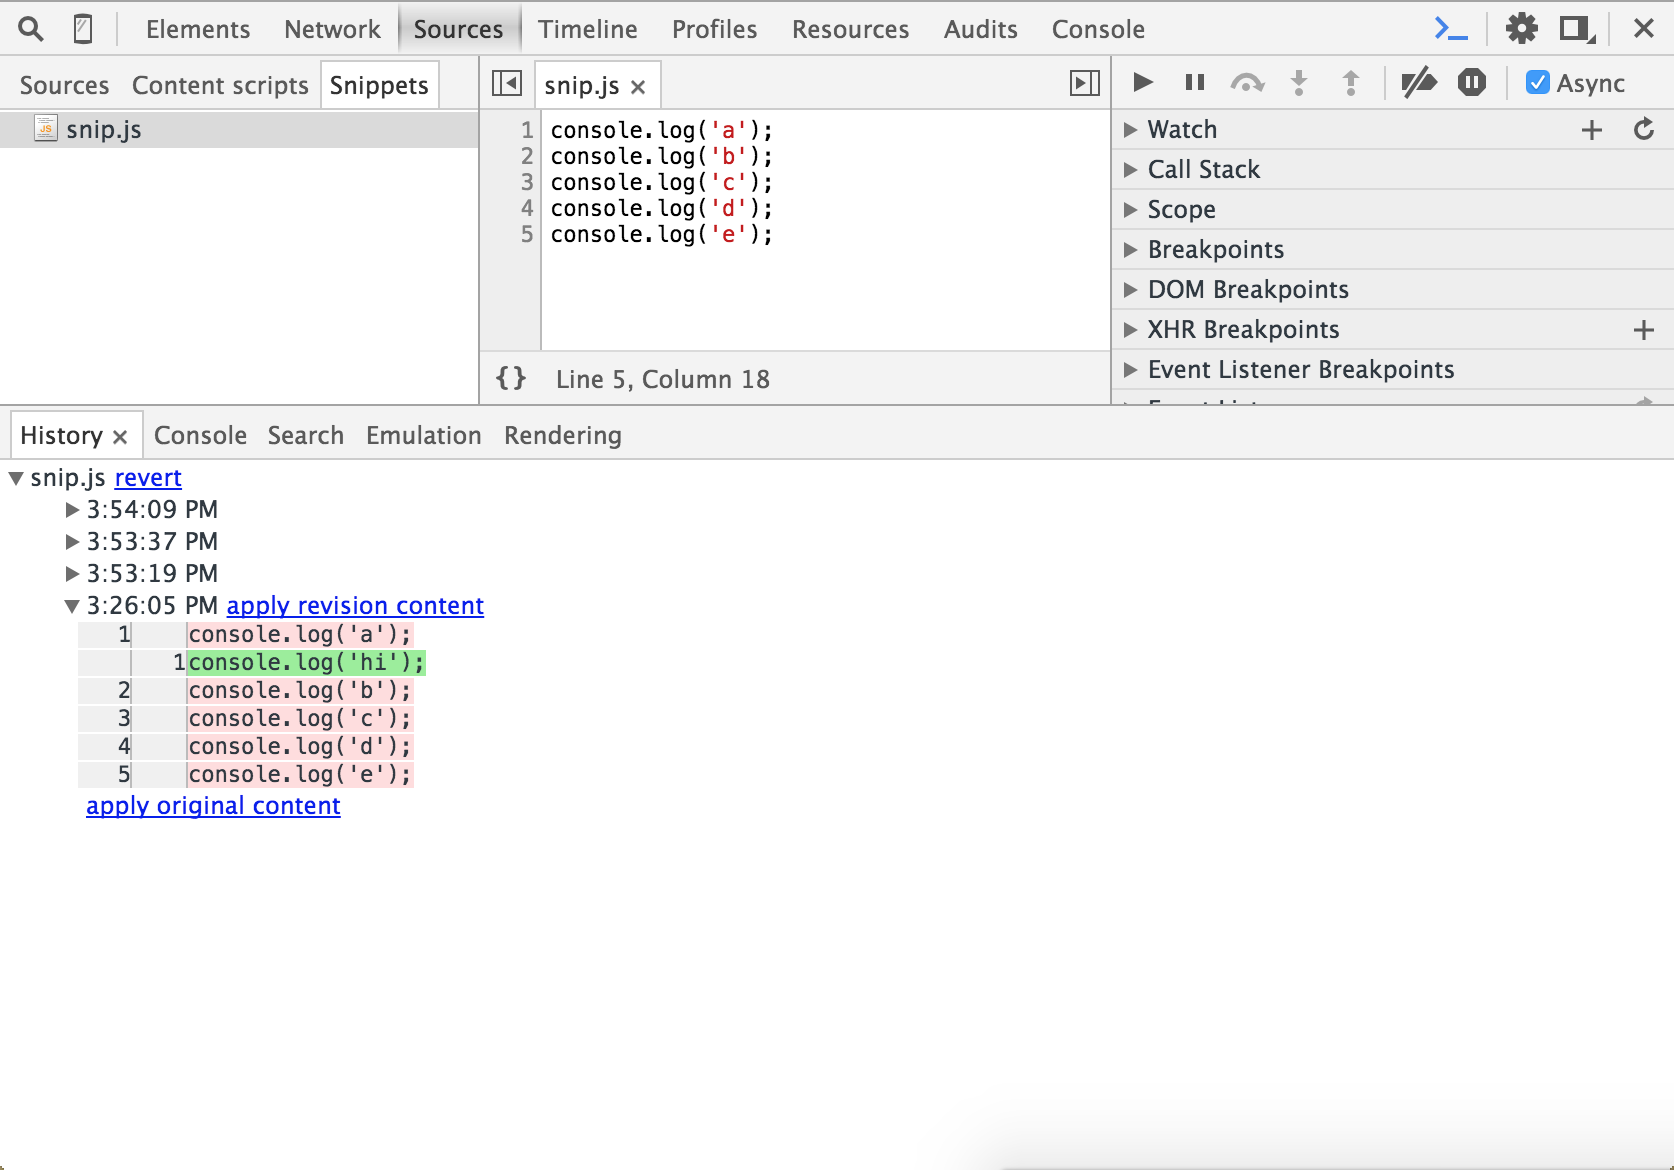 Elements Network Sources Timeline Profiles Resources Audits Console
Sources Content scripts Snippets
snip.js
snip.js
1 console.log('a');
2 console.log('b');
3 console.log('c');
4 console.log('d');
5 console.log('e');
{} Line 5, Column 18
Async
Watch
Call Stack
Scope
Breakpoints
DOM Breakpoints
XHR Breakpoints
Event Listener Breakpoints
History Console Search Emulation Rendering
snip.js revert
3:54:09 PM
3:53:37 PM
3:53:19 PM
3:26:05 PM apply revision content
1 console.log('a');
1 console.log('hi');
2 console.log('b');
3 console.log('c');
4 console.log('d');
5 console.log('e');
apply original content